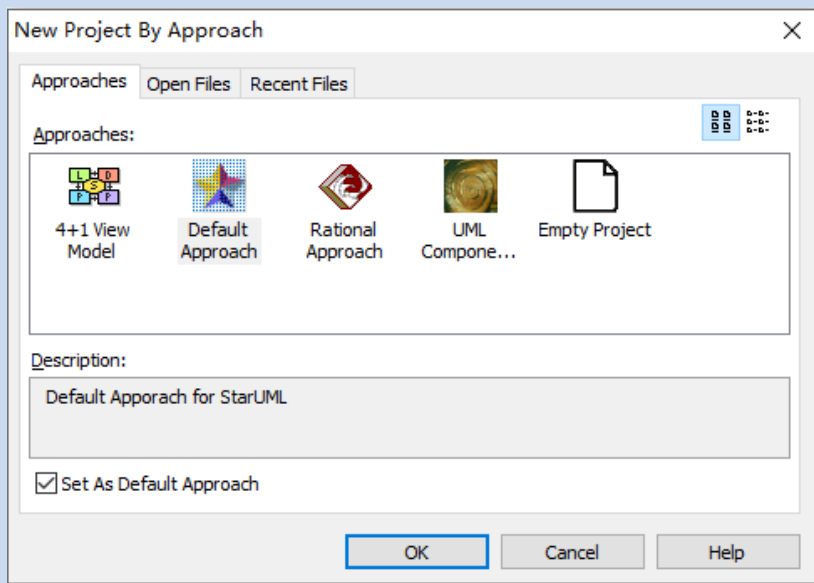 New Project By Approach
Approaches
Open Files
Recent Files
Approaches:
4+1 View
Model
Default
Approach
Rational
Approach
UML
Compone...
Empty Project
Description:
Default Apporach for StarUML
Set As Default Approach
OK
Cancel
Help